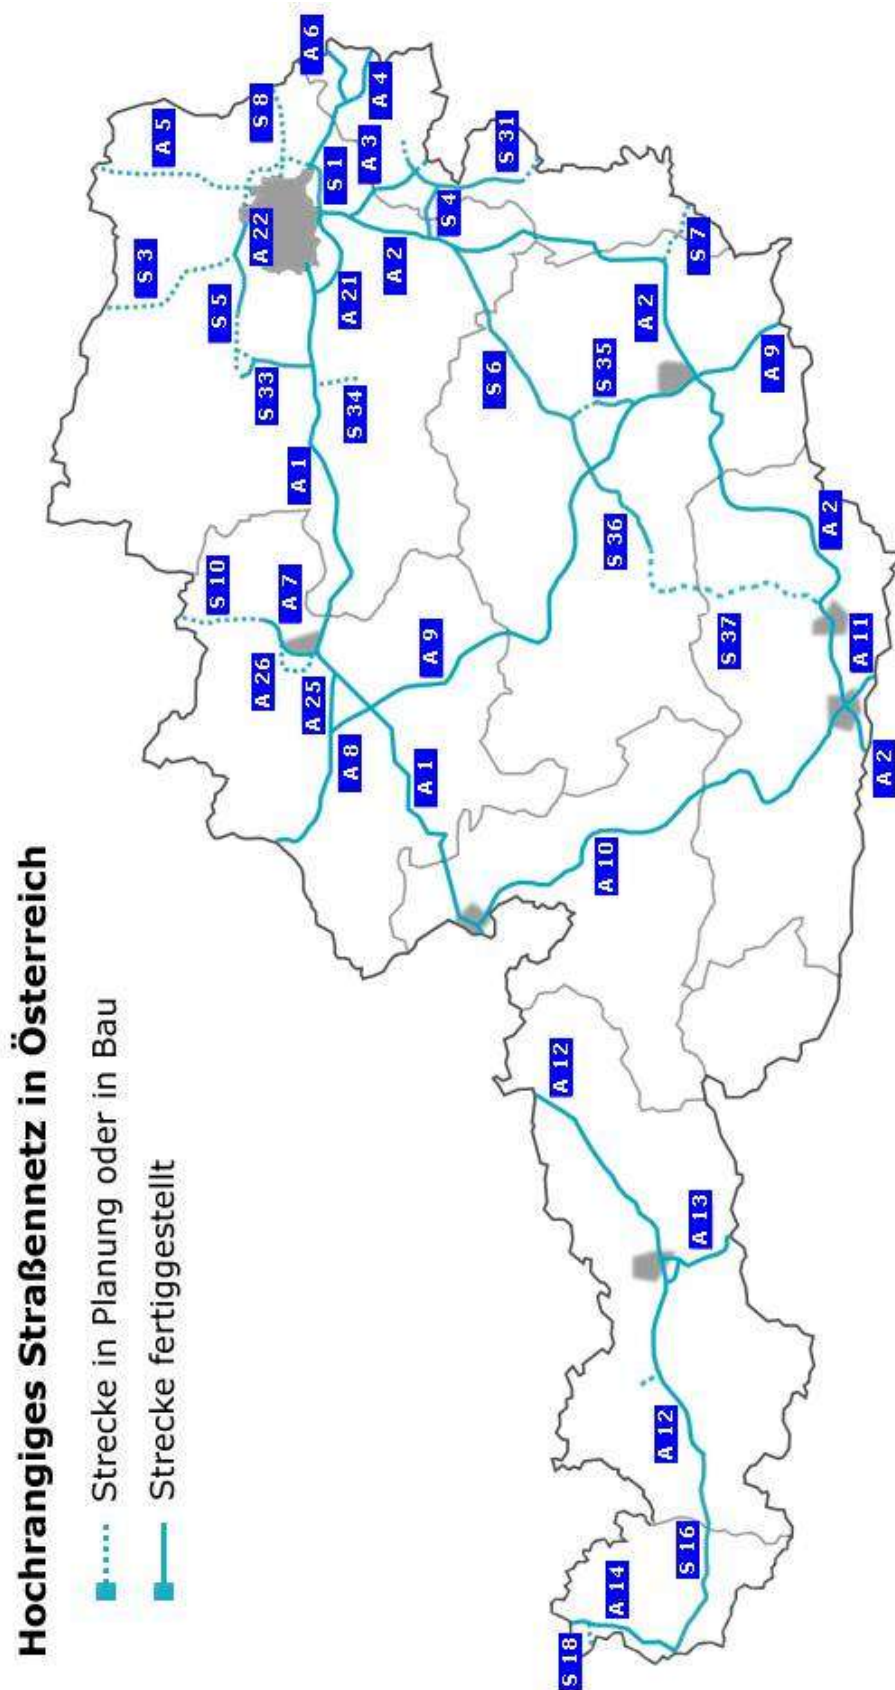 Hochrangiges Straßennetz in Österreich
Strecke in Planung oder in Bau
Strecke fertiggestellt
S 3
A 5
S 10
S 5
A 22
S 8
A 6
A 26
A 7
S 33
A 25
A 1
S 34
A 21
S 1
A 3
A 4
A 8
A 1
A 9
A 2
S 4
S 31
S 6
A 12
A 10
S 36
S 35
A 2
S 7
S 18
A 14
S 16
A 12
A 13
S 37
A 9
A 2
A 11
A 2